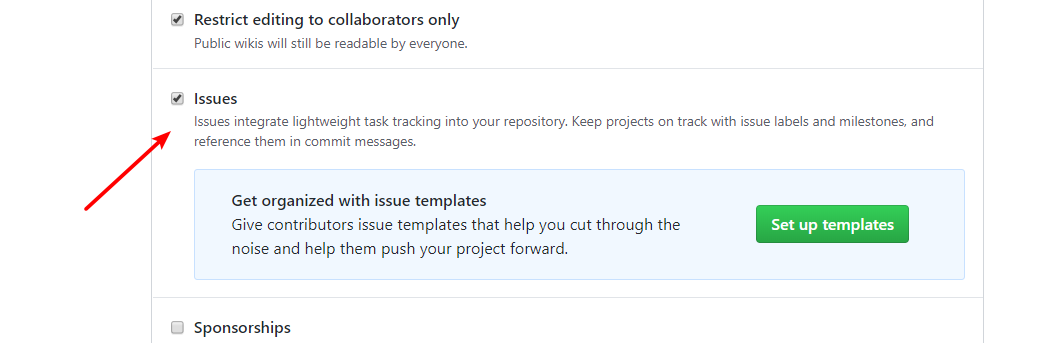 Restrict editing to collaborators only
Public wikis will still be readable by everyone.
Issues
Issues integrate lightweight task tracking into your repository. Keep projects on track with issue labels and milestones, and
reference them in commit messages.
Get organized with issue templates
Give contributors issue templates that help you cut through the
noise and help them push your project forward.
Set up templates
Sponsorships